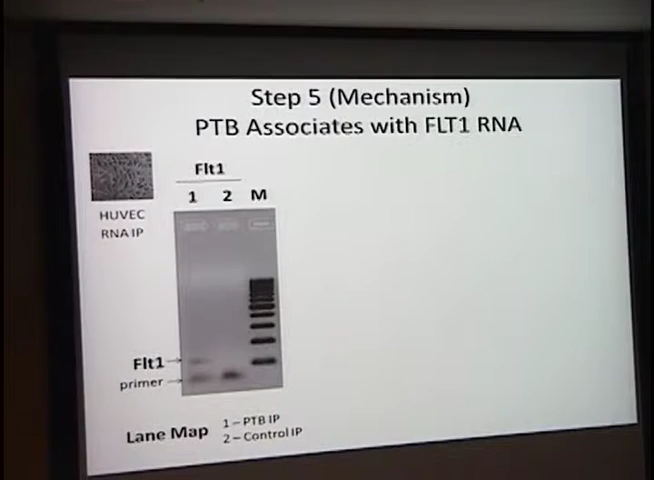 Step 5 (Mechanism)
PTB Associates with FLT1 RNA
Flt1
1 2 M
HUVEC
RNA IP
Flt1
primer
Lane Map
1 – PTB IP
2 – Control IP